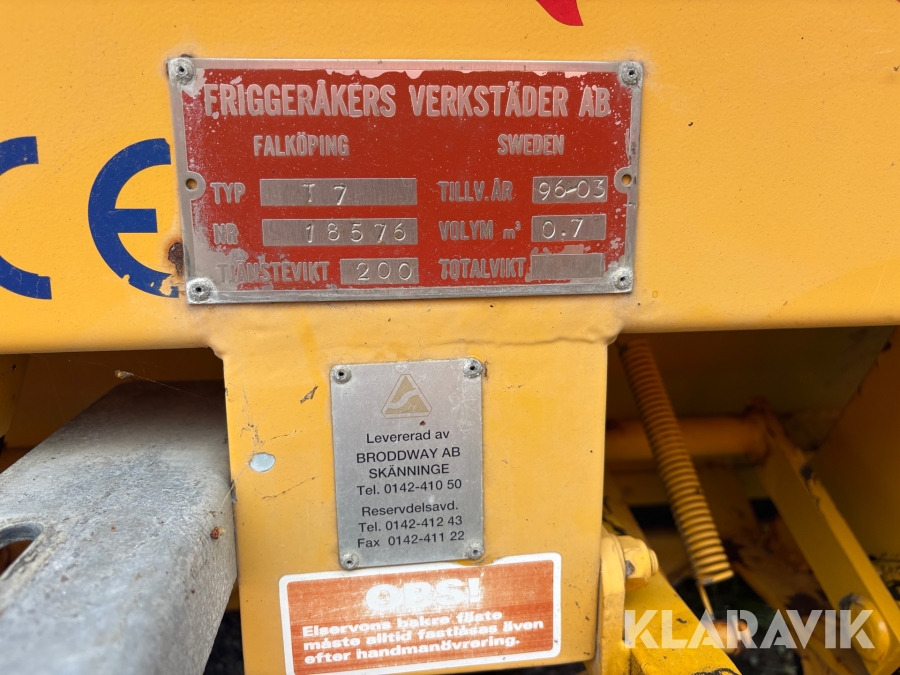 FRIGGERÅKERS VERKSTÄDER AB
FALKÖPING SWEDEN
TYP T 7 TILLV.ÅR 96-03
NR 18576 VOLYM m³ 0.7
TJÄNSTEVIKT 200 TOTALVIKT
CE
Levererad av
BRODDWAY AB
SKÄNNINGE
Tel. 0142-410 50
Reservdelsavd.
Tel. 0142-412 43
Fax 0142-411 22
OBS!
Elservons bakre fäste
måste alltid fastlåsas även
efter handmanövrering.
KLARAVIK